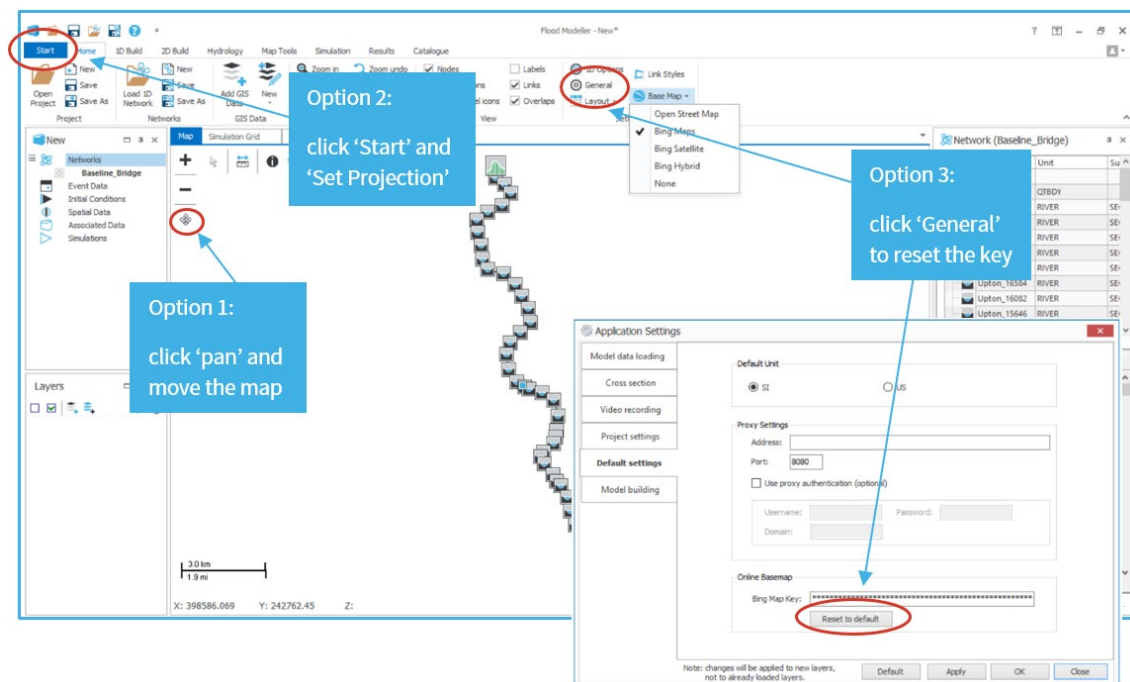 Flood Modeller - New*
Start Home 1D Build 2D Build Hydrology Map Tools Simulation Results Catalogue
Open Project
New
Save
Save As
Project
Load 1D Network
New
Save
Save As
Networks
Add GIS Data
New
GIS Data
Zoom in
Zoom undo
Nodes
Labels
Links
Overlaps
View
1D Options
General
Layout
Link Styles
Base Map
Open Street Map
Bing Maps
Bing Satellite
Bing Hybrid
None
Option 2:
click ‘Start’ and
‘Set Projection’
New
Networks
Baseline_Bridge
Event Data
Initial Conditions
Spatial Data
Associated Data
Simulations
Map Simulation Grid
Option 1:
click ‘pan’ and
move the map
Layers
3.0 km
1.9 mi
X: 398586.069 Y: 242762.45 Z:
Network (Baseline_Bridge)
Unit
QTBDY
RIVER
RIVER
RIVER
RIVER
RIVER
Upton_16584 RIVER
Upton_16082 RIVER
Upton_15646 RIVER
Option 3:
click ‘General’
to reset the key
Application Settings
Model data loading
Cross section
Video recording
Project settings
Default settings
Model building
Default Unit
SI US
Proxy Settings
Address:
Port: 8080
Use proxy authentication (optional)
Username: Password:
Domain:
Online Basemap
Bing Map Key:
Reset to default
Note: changes will be applied to new layers,
not to already loaded layers.
Default Apply OK Close